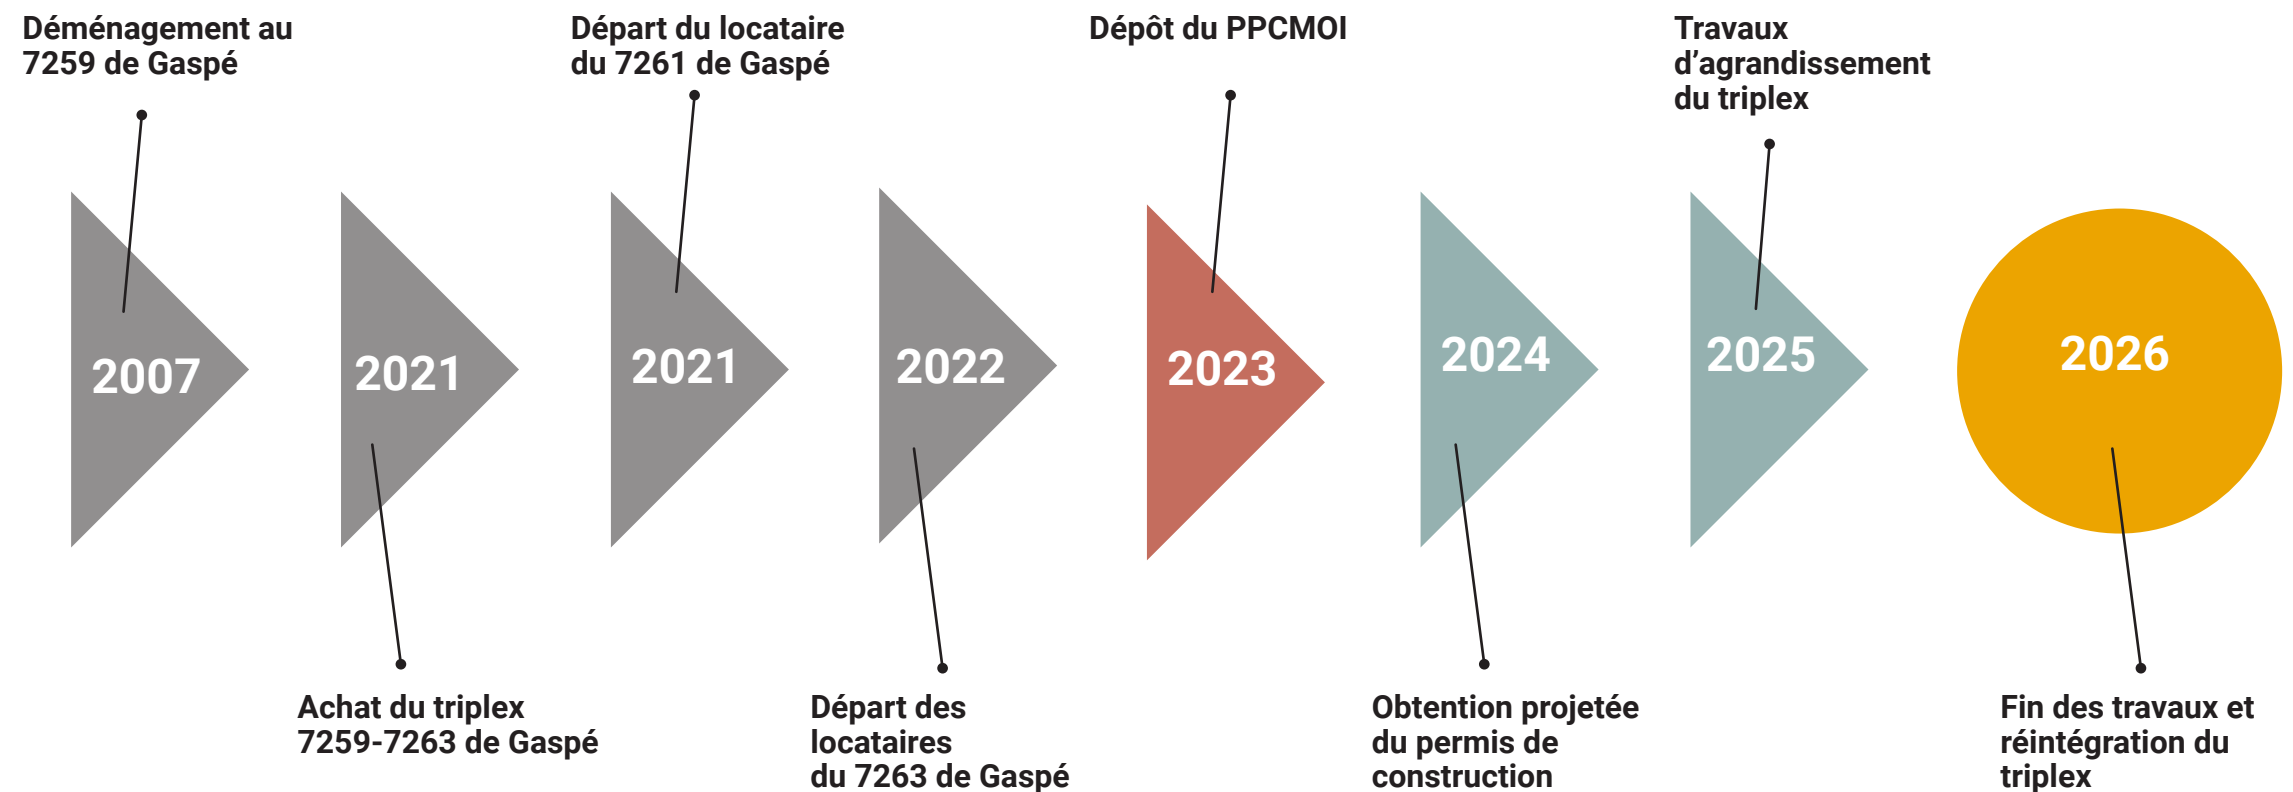 Déménagement au
7259 de Gaspé
Départ du locataire
du 7261 de Gaspé
Dépôt du PPCMOI
Travaux
d’agrandissement
du triplex
2007
2021
2021
2022
2023
2024
2025
2026
Achat du triplex
7259-7263 de Gaspé
Départ des
locataires
du 7263 de Gaspé
Obtention projetée
du permis de
construction
Fin des travaux et
réintégration du
triplex